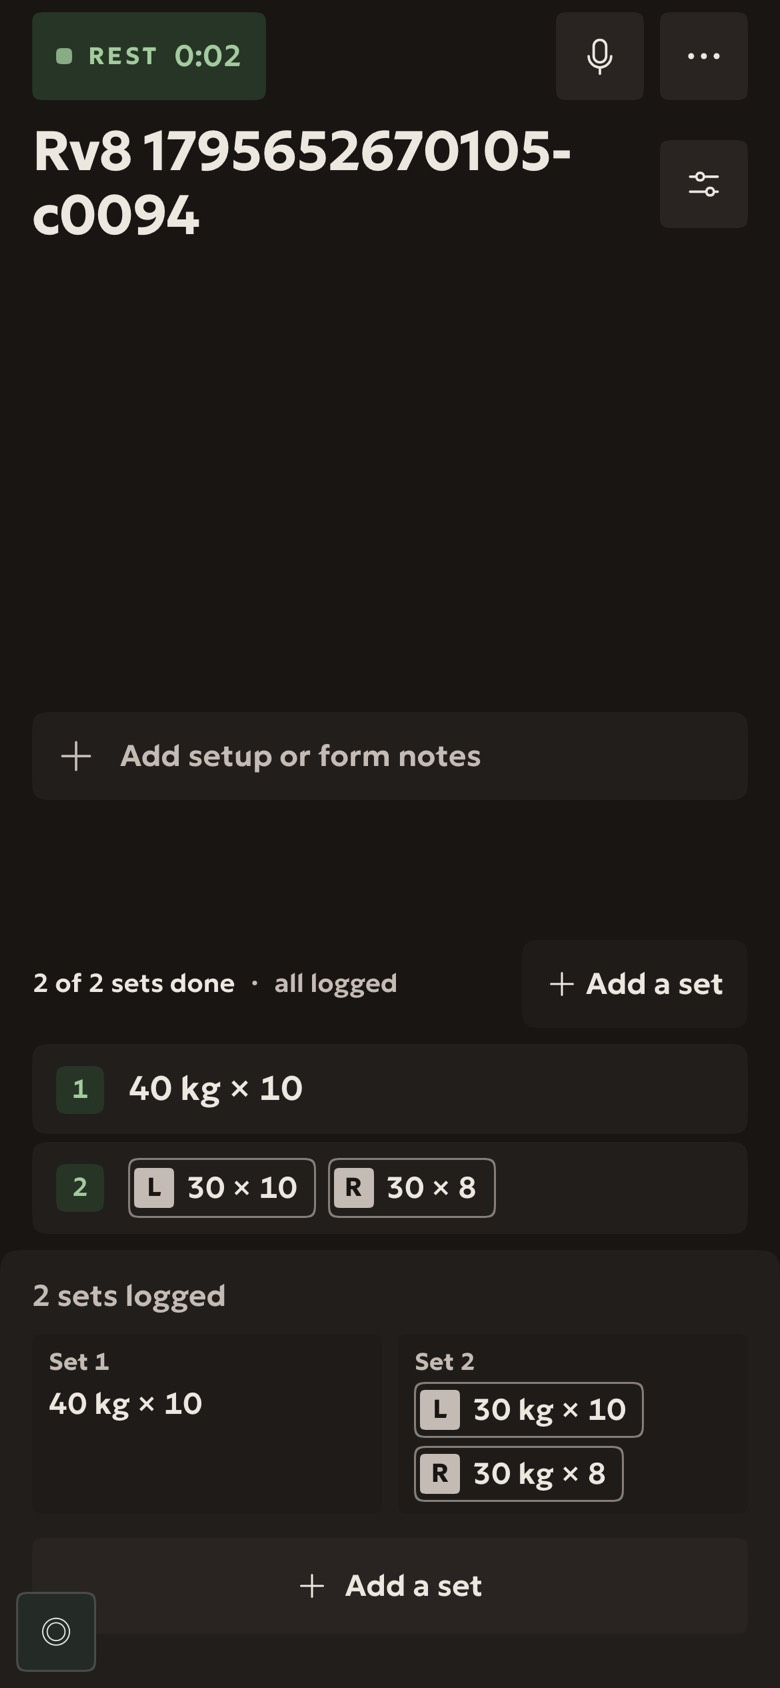 REST 0:02
Rv8 1795652670105-
c0094
Add setup or form notes
2 of 2 sets done · all logged
+ Add a set
1 40 kg × 10
2 L 30 × 10 R 30 × 8
2 sets logged
Set 1
40 kg × 10
Set 2
L 30 kg × 10
R 30 kg × 8
+ Add a set